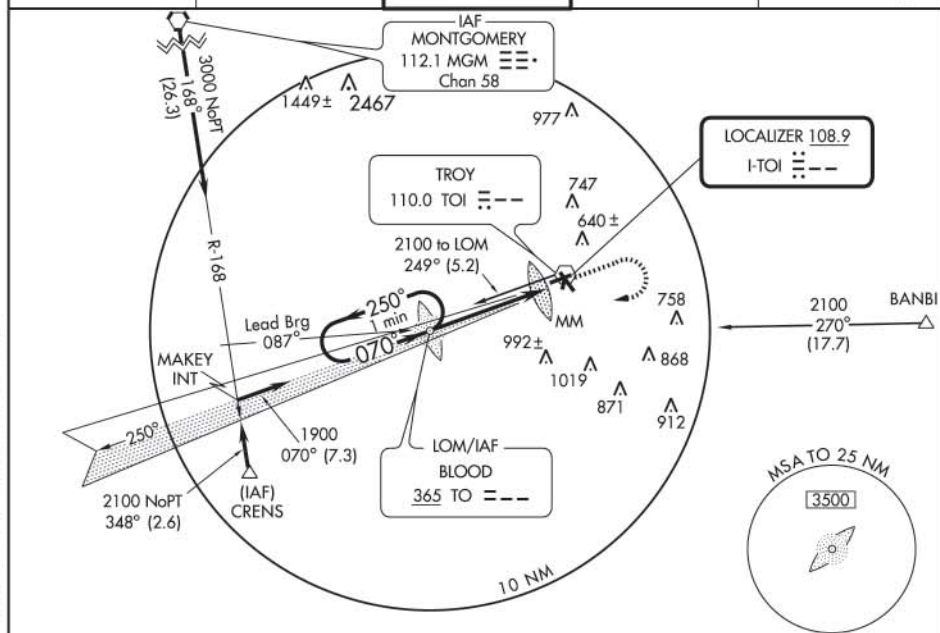 IAF
MONTGOMERY
112.1 MGM
Chan 58
3000 NoPT
168°
(26.3)
1449±
2467
977
LOCALIZER 108.9
I-TOI
TROY
110.0 TOI
747
640 ±
2100 to LOM
249° (5.2)
R-168
250°
1 min
070°
Lead Brg
087°
MM
758
2100
270°
(17.7)
BANBI
MAKEY
INT
992±
1019
868
871
912
250°
1900
070° (7.3)
LOM/IAF
BLOOD
365 TO
2100 NoPT
348° (2.6)
(IAF)
CRENS
MSA TO 25 NM
3500
10 NM